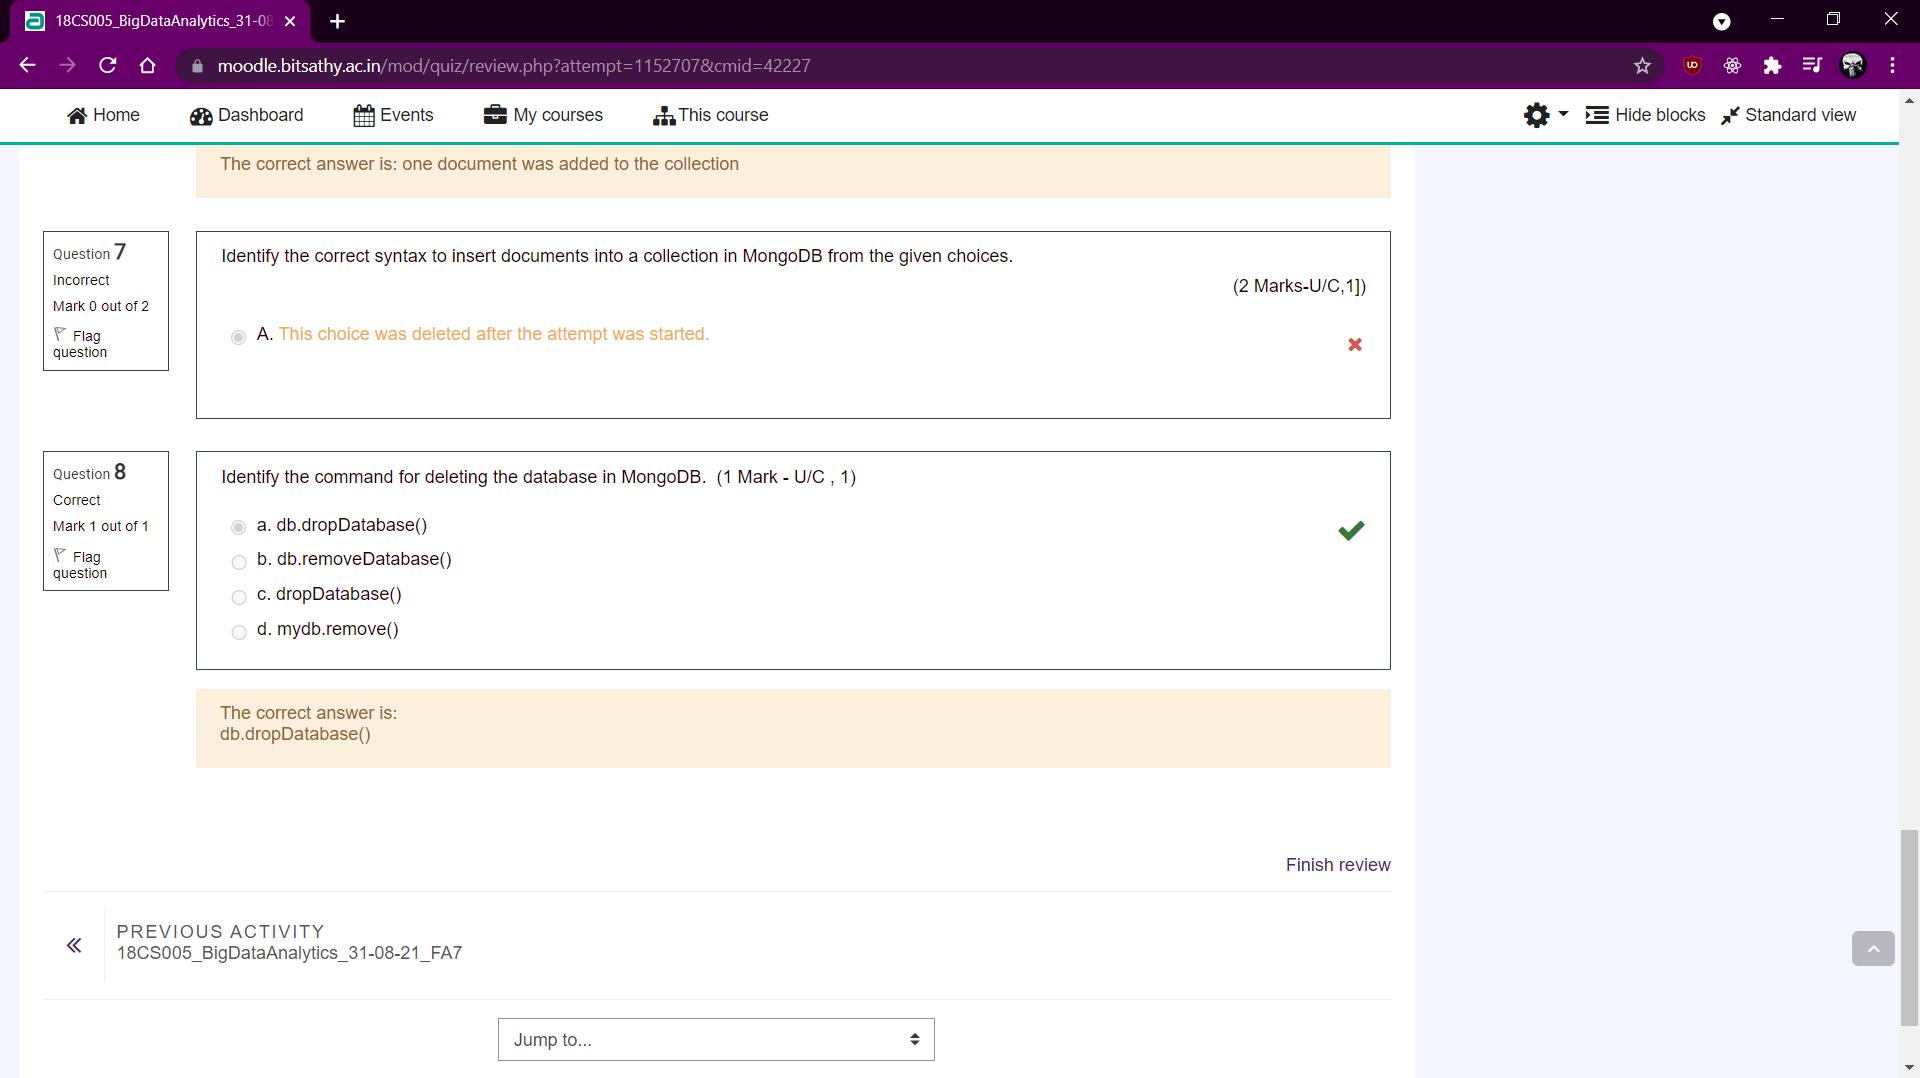 18CS005_BigDataAnalytics_31-08
moodle.bitsathy.ac.in/mod/quiz/review.php?attempt=1152707&cmid=42227
Home Dashboard Events My courses This course Hide blocks Standard view
The correct answer is: one document was added to the collection
Question 7
Incorrect
Mark 0 out of 2
Flag
question
Identify the correct syntax to insert documents into a collection in MongoDB from the given choices.
(2 Marks-U/C,1])
A. This choice was deleted after the attempt was started.
Question 8
Correct
Mark 1 out of 1
Flag
question
Identify the command for deleting the database in MongoDB. (1 Mark - U/C , 1)
a. db.dropDatabase()
b. db.removeDatabase()
c. dropDatabase()
d. mydb.remove()
The correct answer is:
db.dropDatabase()
Finish review
PREVIOUS ACTIVITY
18CS005_BigDataAnalytics_31-08-21_FA7
Jump to...